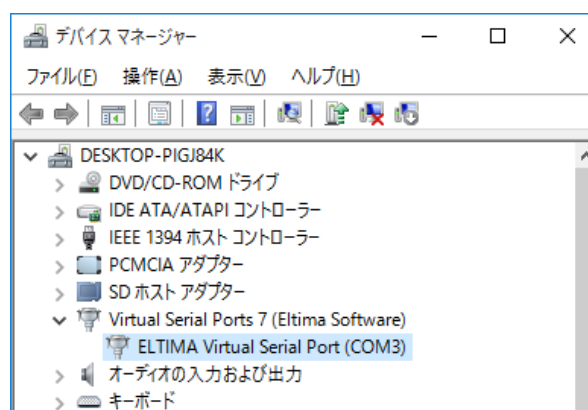 デバイス マネージャー
ファイル(F) 操作(A) 表示(V) ヘルプ(H)
DESKTOP-PIGJ84K
DVD/CD-ROM ドライブ
IDE ATA/ATAPI コントローラー
IEEE 1394 ホスト コントローラー
PCMCIA アダプター
SD ホスト アダプター
Virtual Serial Ports 7 (Eltima Software)
ELTIMA Virtual Serial Port (COM3)
オーディオの入力および出力
キーボード